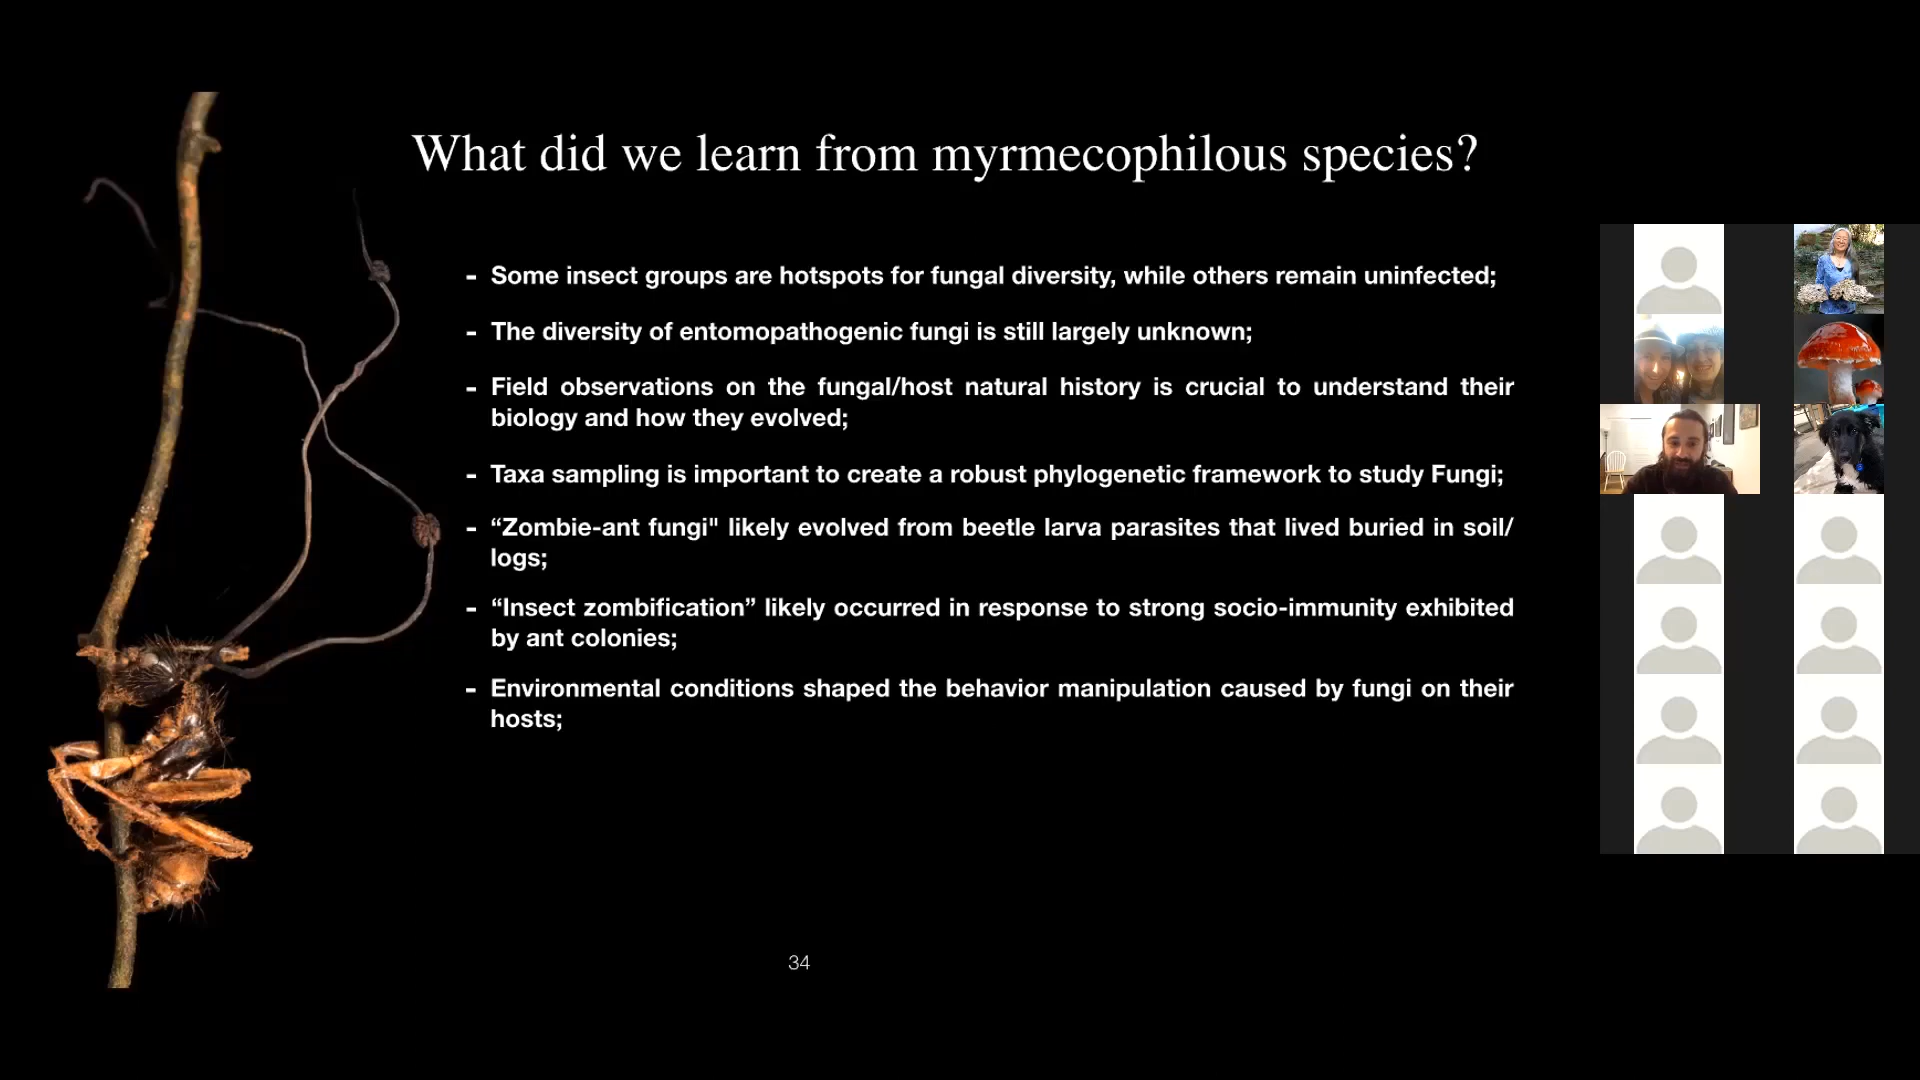 What did we learn from myrmecophilous species?
- Some insect groups are hotspots for fungal diversity, while others remain uninfected;
- The diversity of entomopathogenic fungi is still largely unknown;
- Field observations on the fungal/host natural history is crucial to understand their
biology and how they evolved;
- Taxa sampling is important to create a robust phylogenetic framework to study Fungi;
- “Zombie-ant fungi" likely evolved from beetle larva parasites that lived buried in soil/
logs;
- “Insect zombification” likely occurred in response to strong socio-immunity exhibited
by ant colonies;
- Environmental conditions shaped the behavior manipulation caused by fungi on their
hosts;
34